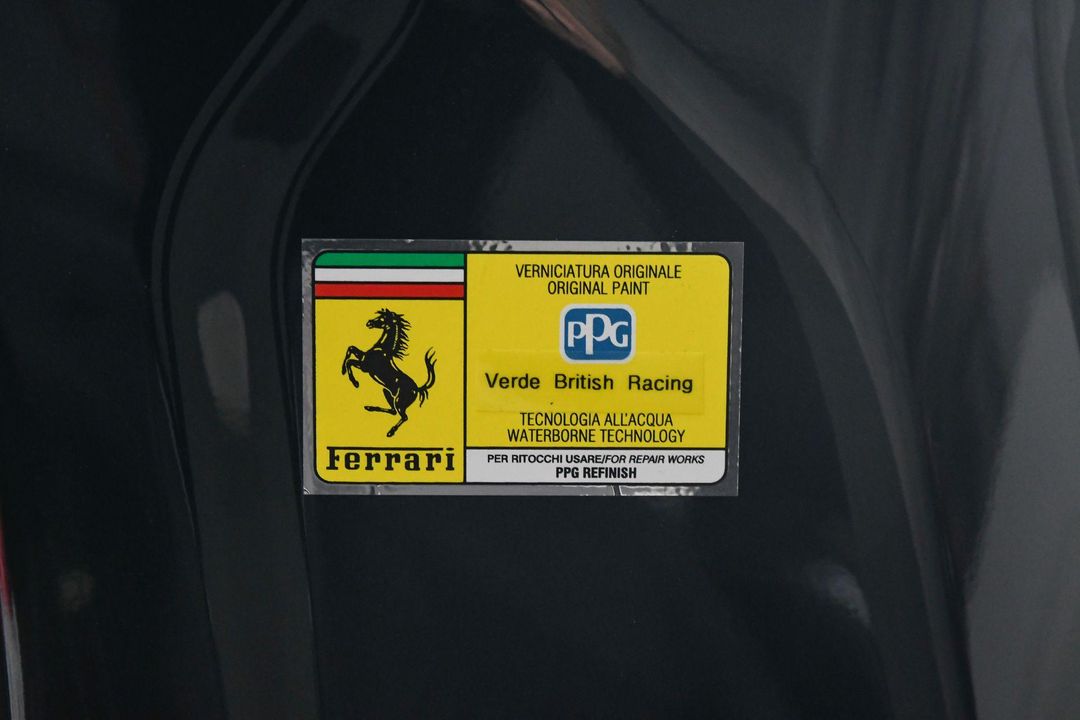 VERNICIATURA ORIGINALE
ORIGINAL PAINT
PPG
Verde British Racing
TECNOLOGIA ALL'ACQUA
WATERBORNE TECHNOLOGY
Ferrari
PER RITOCCHI USARE/FOR REPAIR WORKS
PPG REFINISH